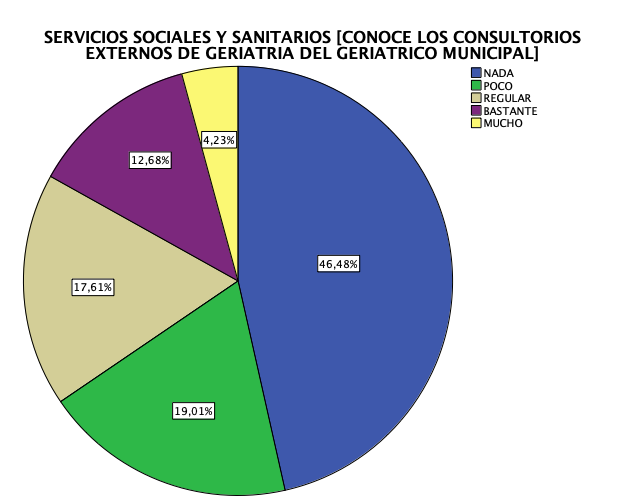 SERVICIOS SOCIALES Y SANITARIOS [CONOCE LOS CONSULTORIOS
EXTERNOS DE GERIATRIA DEL GERIATRICO MUNICIPAL]
NADA
POCO
REGULAR
BASTANTE
MUCHO
4,23%
12,68%
46,48%
17,61%
19,01%